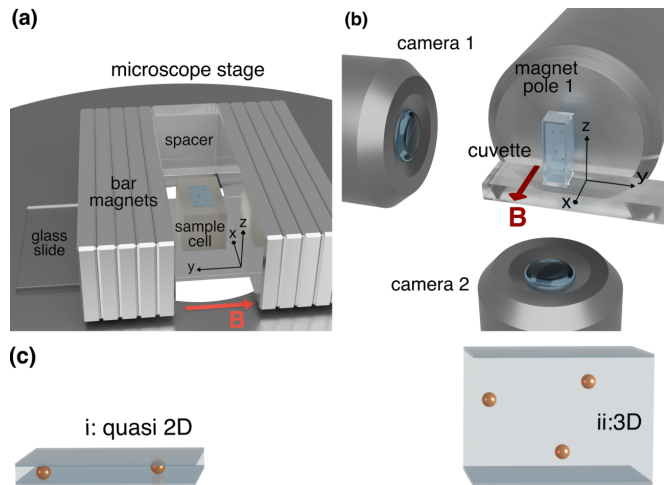 (a)
microscope stage
spacer
bar
magnets
glass
slide
sample
cell
x
z
y
B
(b)
camera 1
magnet
pole 1
cuvette
z
y
x
B
camera 2
(c)
i: quasi 2D
ii:3D